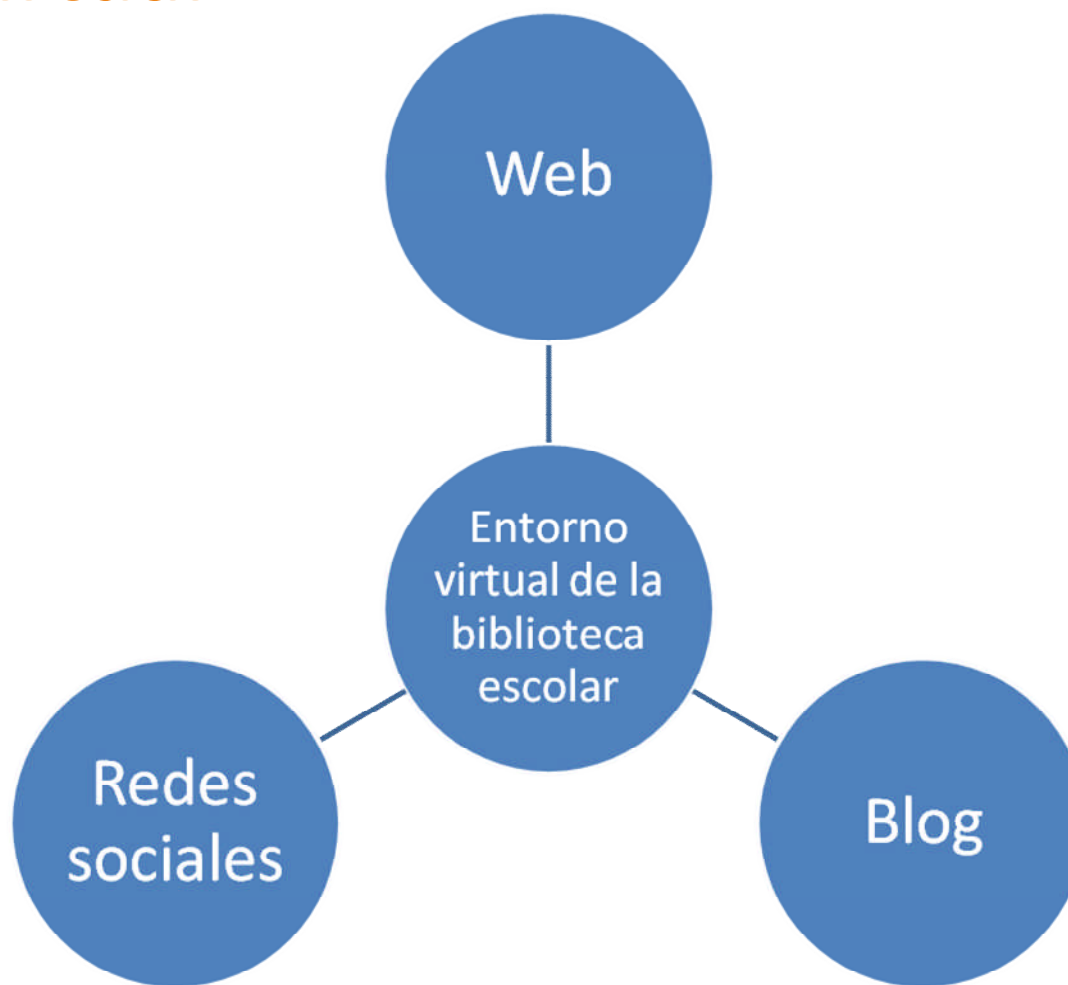 Web
Entorno
virtual de la
biblioteca
escolar
Redes
sociales
Blog